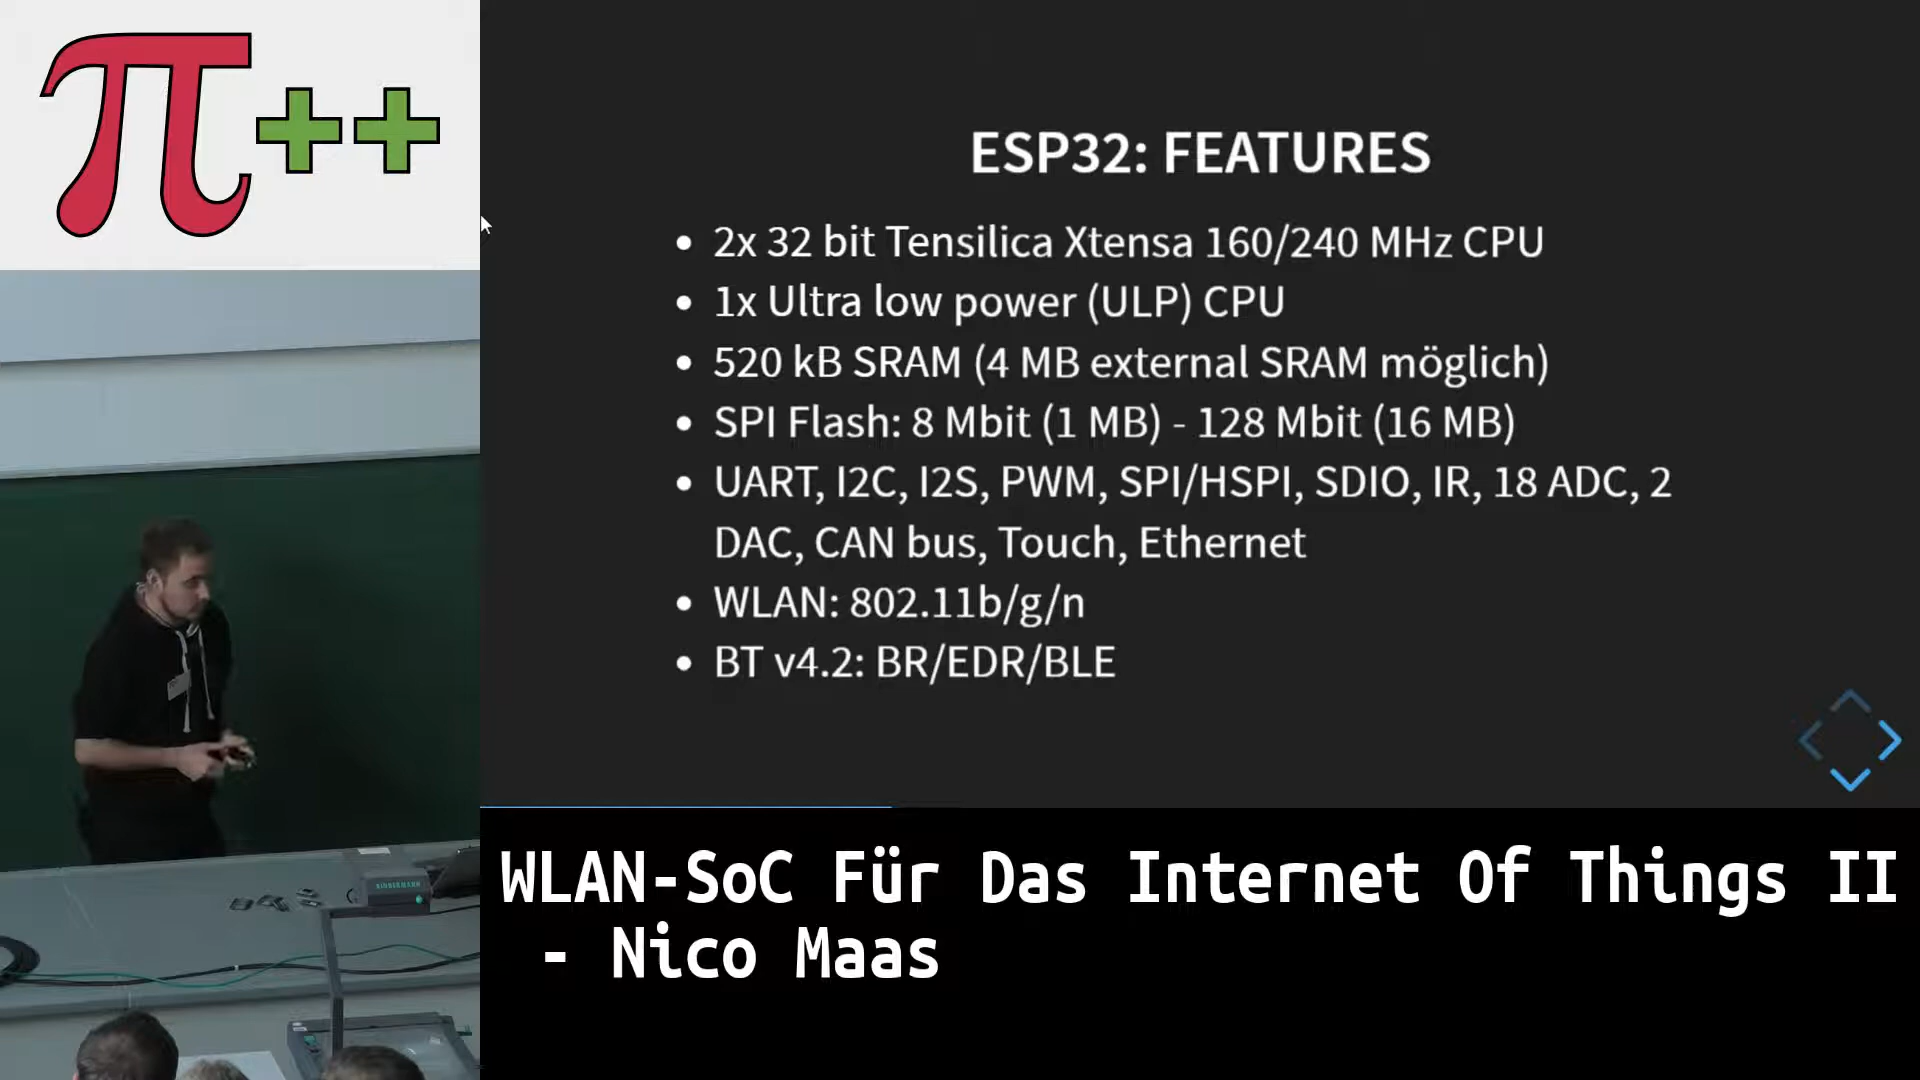 π++
ESP32: FEATURES
• 2x 32 bit Tensilica Xtensa 160/240 MHz CPU
• 1x Ultra low power (ULP) CPU
• 520 kB SRAM (4 MB external SRAM möglich)
• SPI Flash: 8 Mbit (1 MB) - 128 Mbit (16 MB)
• UART, I2C, I2S, PWM, SPI/HSPI, SDIO, IR, 18 ADC, 2
DAC, CAN bus, Touch, Ethernet
• WLAN: 802.11b/g/n
• BT v4.2: BR/EDR/BLE
KINDERMANN
WLAN-SoC Für Das Internet Of Things II
- Nico Maas